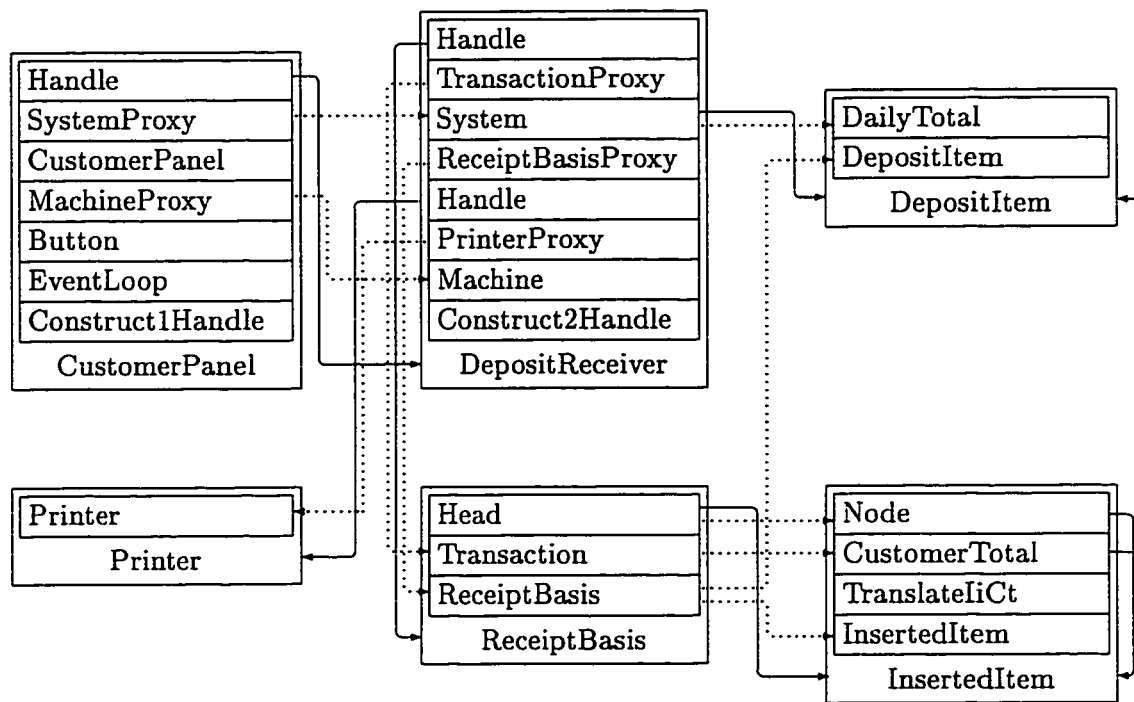 Handle
SystemProxy
CustomerPanel
MachineProxy
Button
EventLoop
Construct1Handle
CustomerPanel
Handle
TransactionProxy
System
ReceiptBasisProxy
Handle
PrinterProxy
Machine
Construct2Handle
DepositReceiver
DailyTotal
DepositItem
DepositItem
Printer
Printer
Head
Transaction
ReceiptBasis
ReceiptBasis
Node
CustomerTotal
TranslateIiCt
InsertedItem
InsertedItem